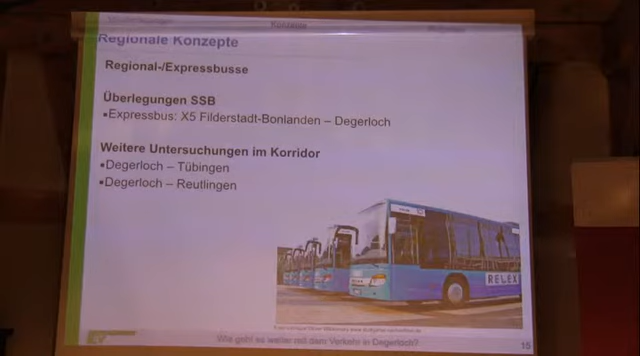 Konzepte
Regionale Konzepte
Regional-/Expressbusse
Überlegungen SSB
▪Expressbus: X5 Filderstadt-Bonlanden – Degerloch
Weitere Untersuchungen im Korridor
▪Degerloch – Tübingen
▪Degerloch – Reutlingen
RELEX
Wie geht es weiter mit dem Verkehr in Degerloch?
15